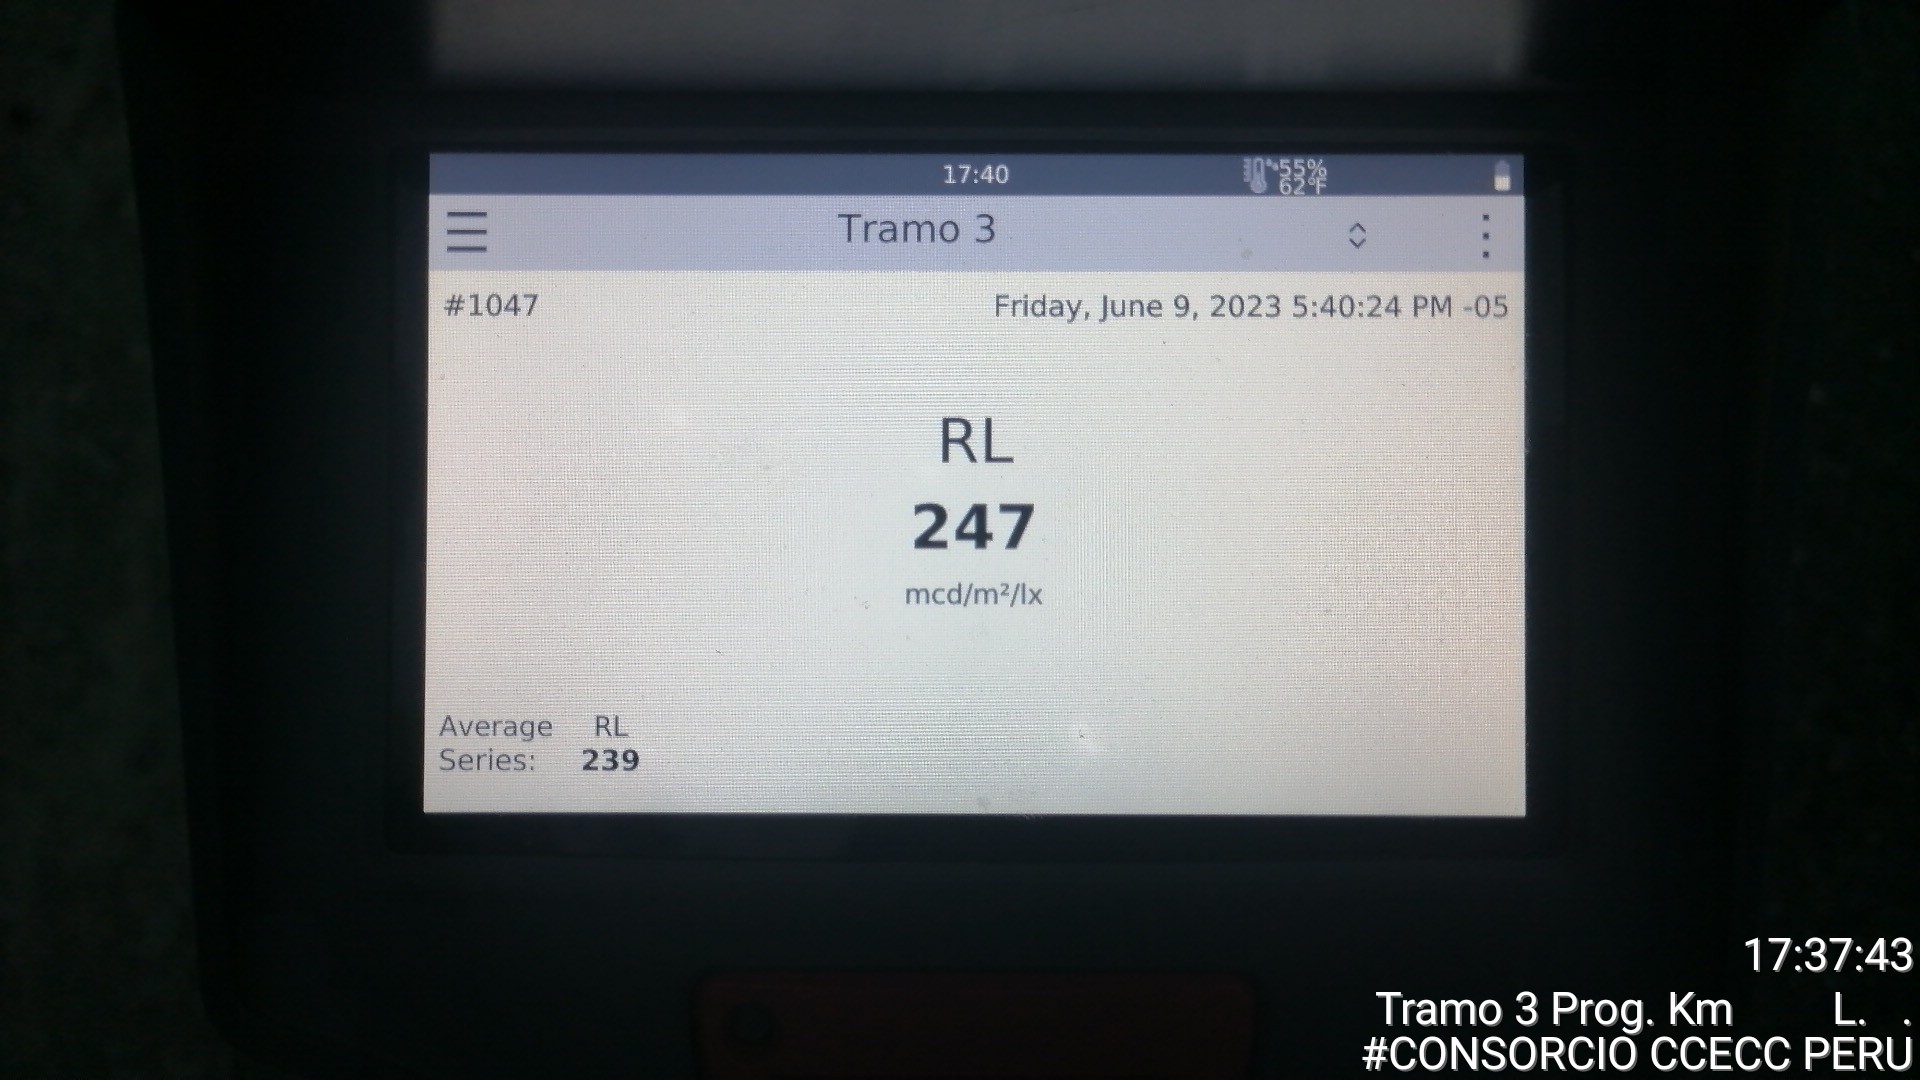 17:40
55%
62°F
Tramo 3
#1047
Friday, June 9, 2023 5:40:24 PM -05
RL
247
mcd/m²/lx
Average RL
Series: 239
17:37:43
Tramo 3 Prog. Km L. .
#CONSORCIO CCECC PERU